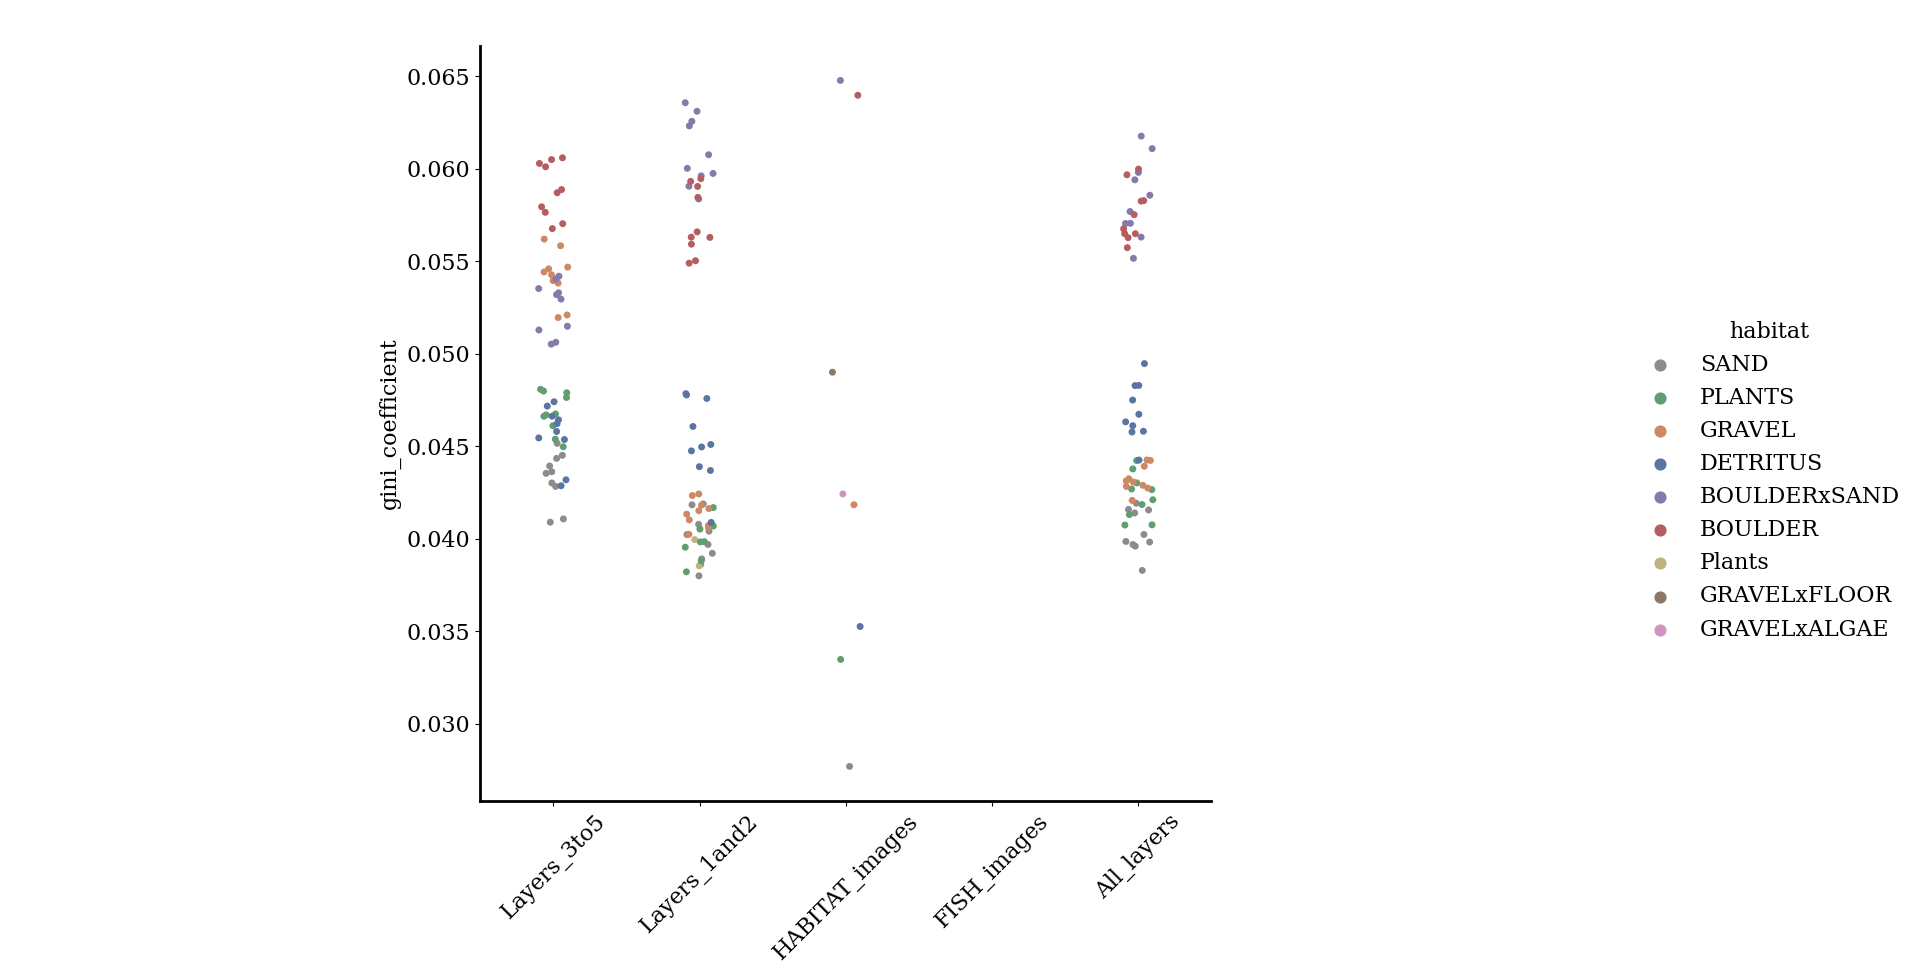 0.065
0.060
0.055
0.050
0.045
0.040
0.035
0.030
gini_coefficient
Layers_3to5
Layers_1and2
HABITAT_images
FISH_images
All_layers
habitat
SAND
PLANTS
GRAVEL
DETRITUS
BOULDERxSAND
BOULDER
Plants
GRAVELxFLOOR
GRAVELxALGAE